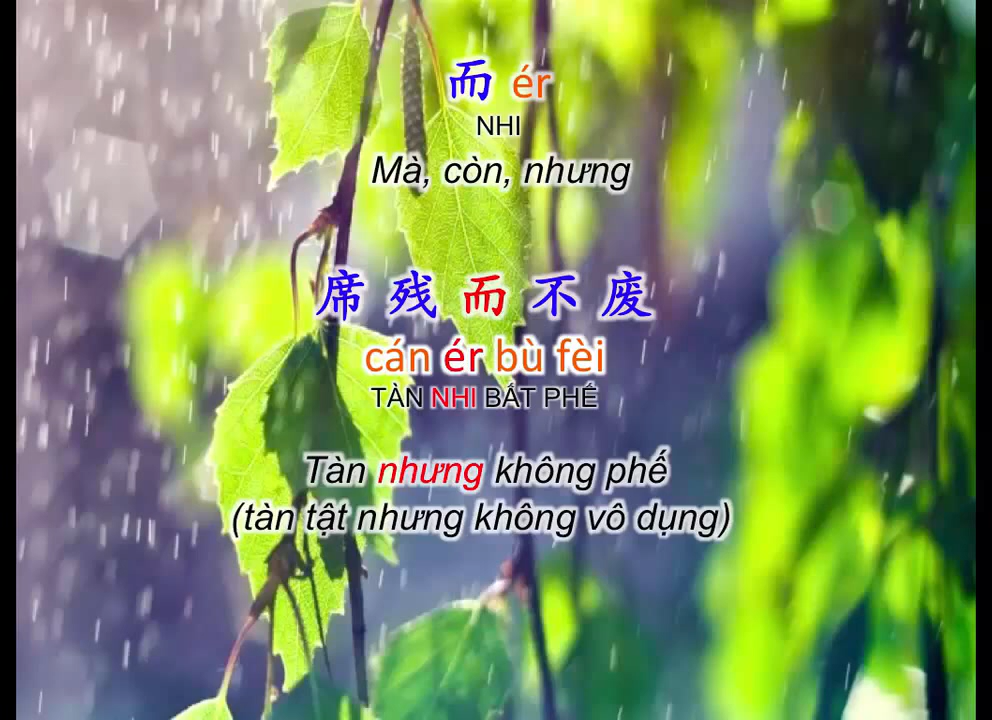 而 ér
NHI
Mà, còn, nhưng
席 残 而 不 废
cán ér bù fèi
TÀN NHI BẤT PHẾ
Tàn nhưng không phế
(tàn tật nhưng không vô dụng)